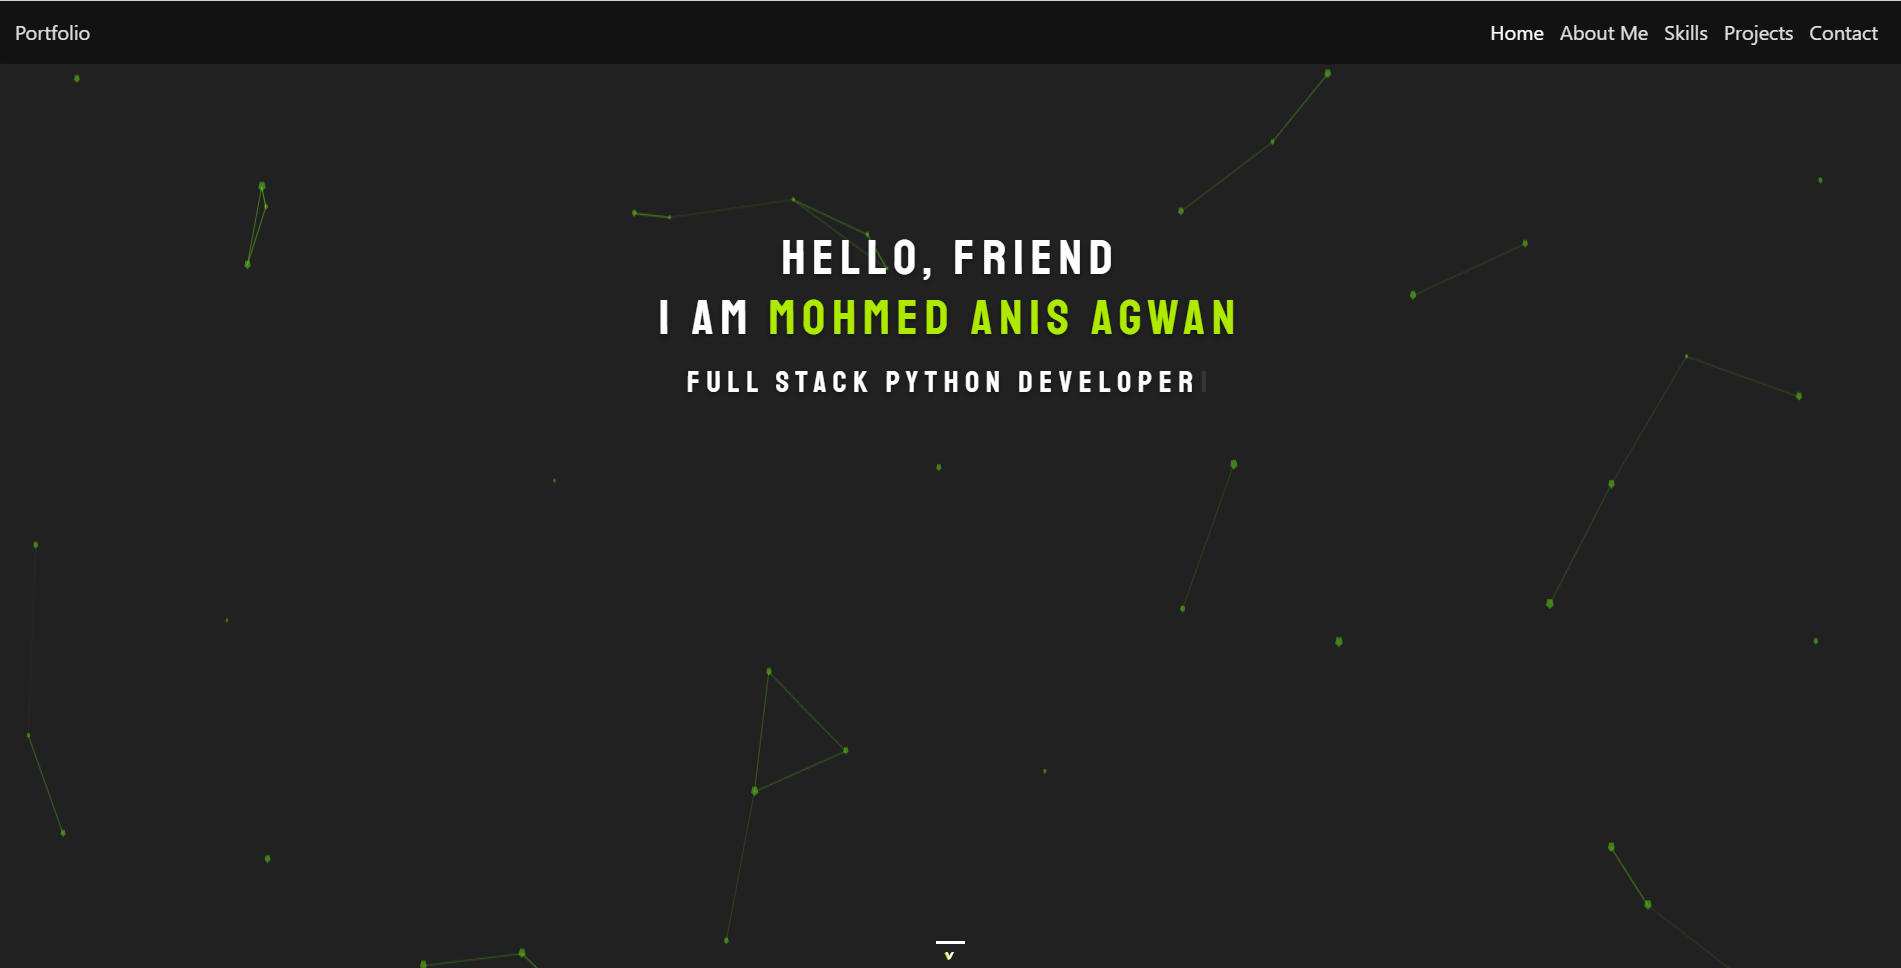 Portfolio
Home About Me Skills Projects Contact
HELLO, FRIEND
I AM MOHMED ANIS AGWAN
FULL STACK PYTHON DEVELOPER
v